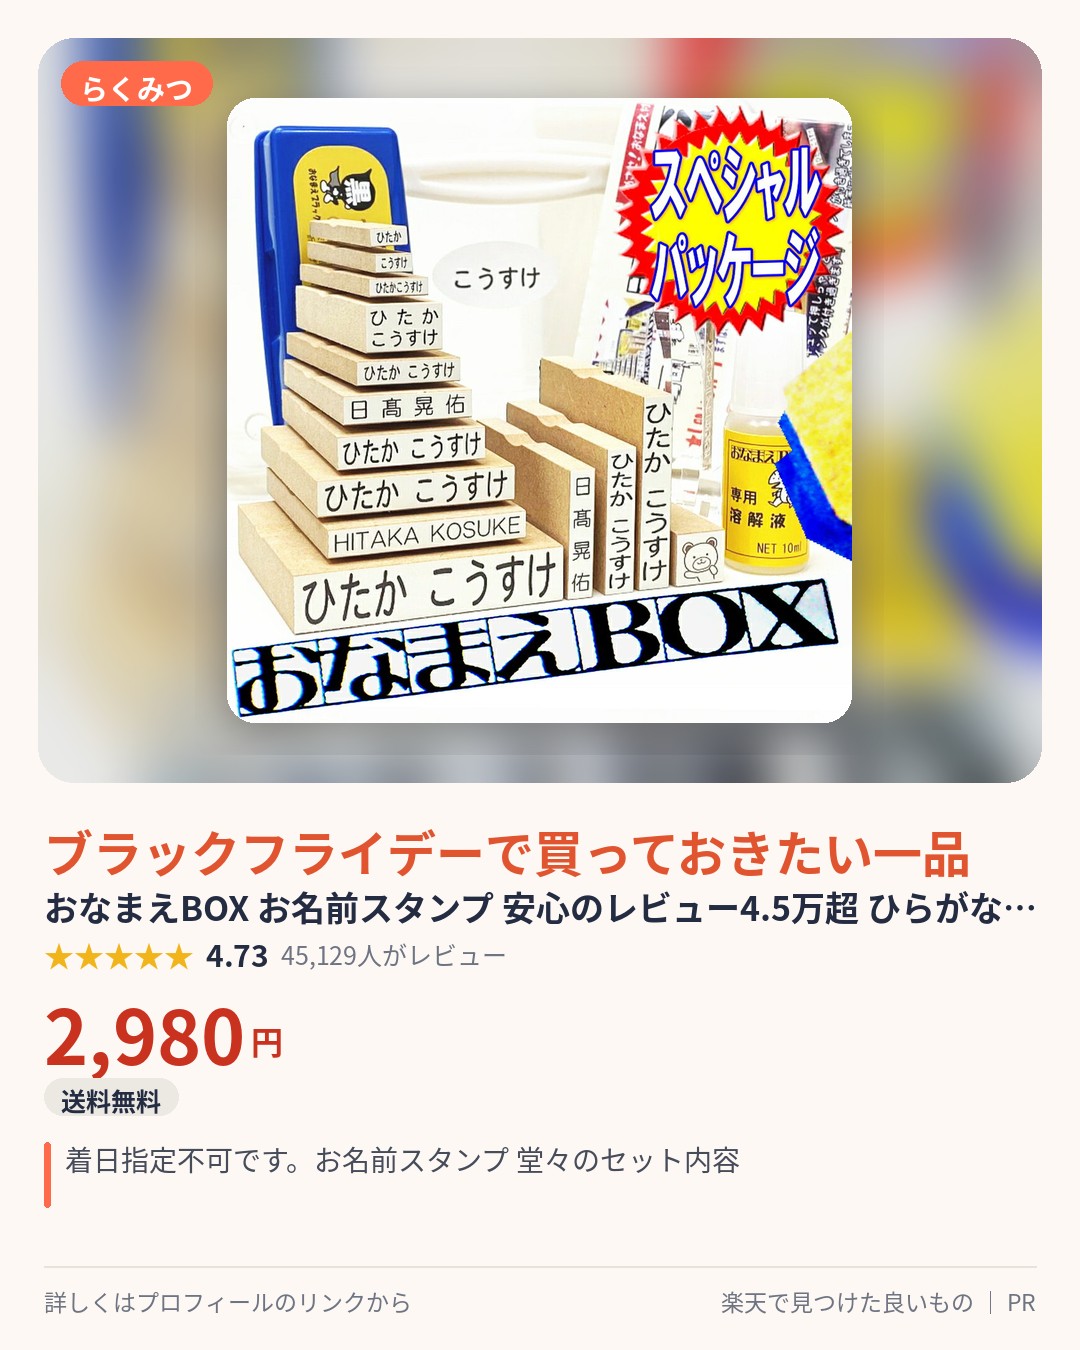 らくみつ
スペシャル
パッケージ
黒
ひたか
こうすけ
ひたかこうすけ
ひたか
こうすけ
ひたか こうすけ
日髙晃佑
ひたか こうすけ
ひたか こうすけ
HITAKA KOSUKE
ひたか こうすけ
こうすけ
日髙晃佑
ひたか こうすけ
ひたか こうすけ
専用
溶解液
NET 10ml
おなまえBOX
ブラックフライデーで買っておきたい一品
おなまえBOX お名前スタンプ 安心のレビュー4.5万超 ひらがな…
★★★★★ 4.73 45,129人がレビュー
2,980円
送料無料
着日指定不可です。お名前スタンプ 堂々のセット内容
詳しくはプロフィールのリンクから
楽天で見つけた良いもの｜PR